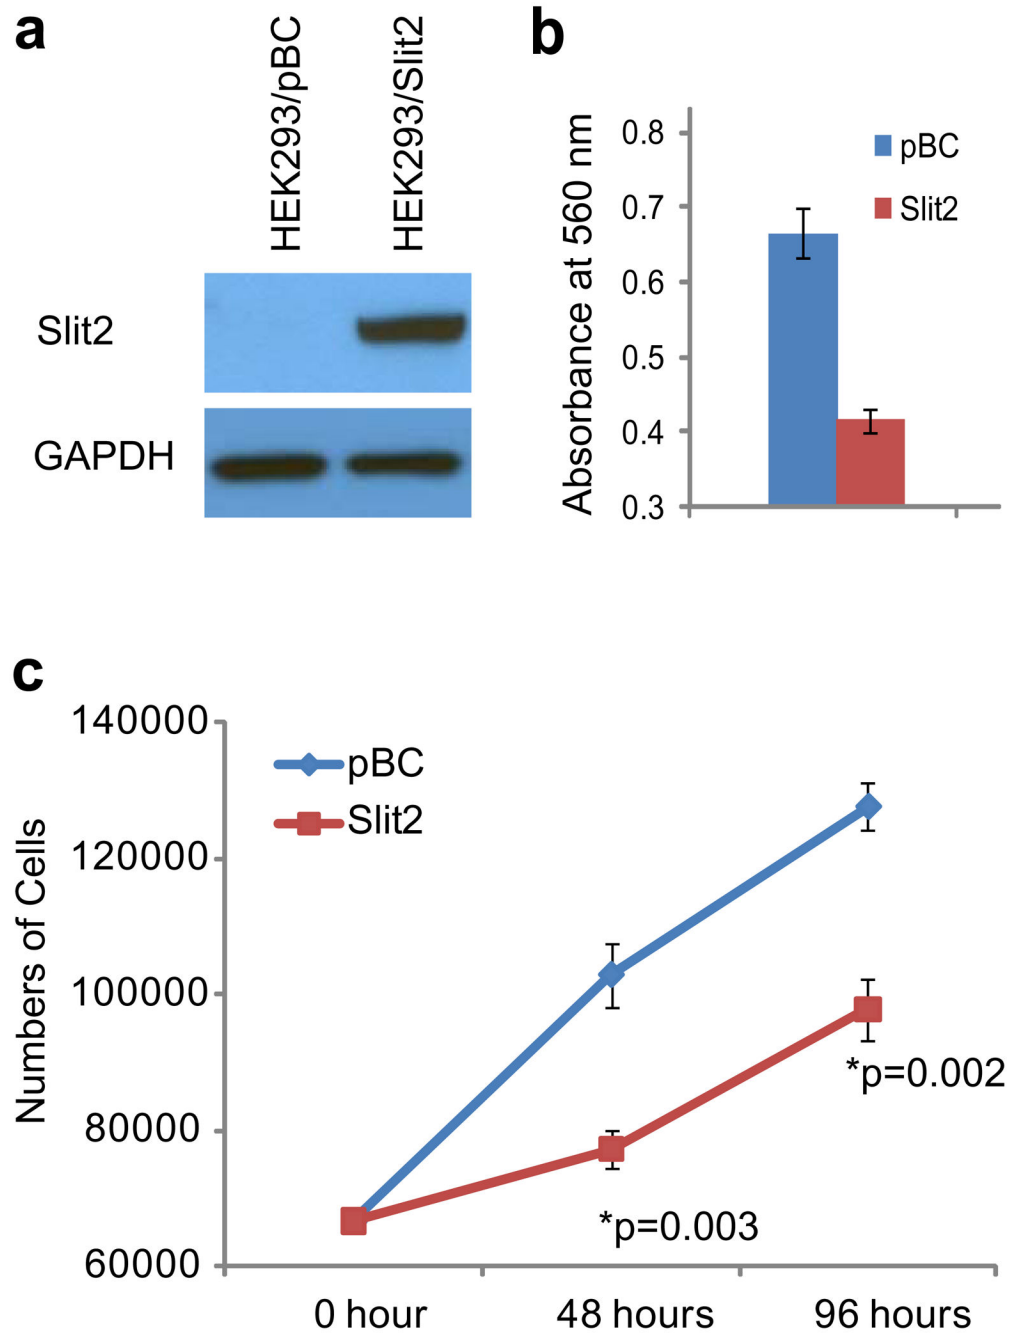 a
HEK293/pBC
HEK293/Slit2
Slit2
GAPDH
b
Absorbance at 560 nm
0.8
0.7
0.6
0.5
0.4
0.3
pBC
Slit2
c
Numbers of Cells
140000
120000
100000
80000
60000
pBC
Slit2
*p=0.002
*p=0.003
0 hour
48 hours
96 hours